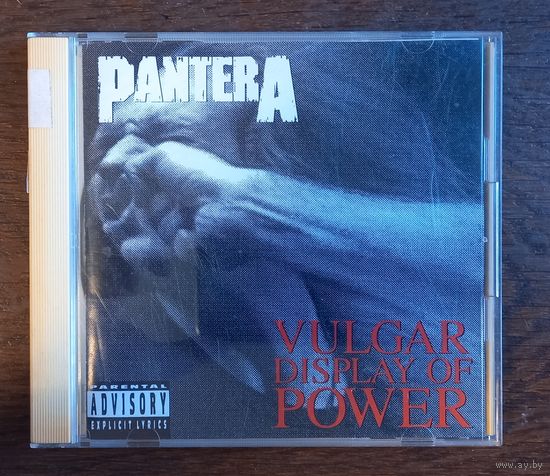 PANTERA
VULGAR
DISPLAY OF
POWER
PARENTAL
ADVISORY
EXPLICIT LYRICS
www.ay.by